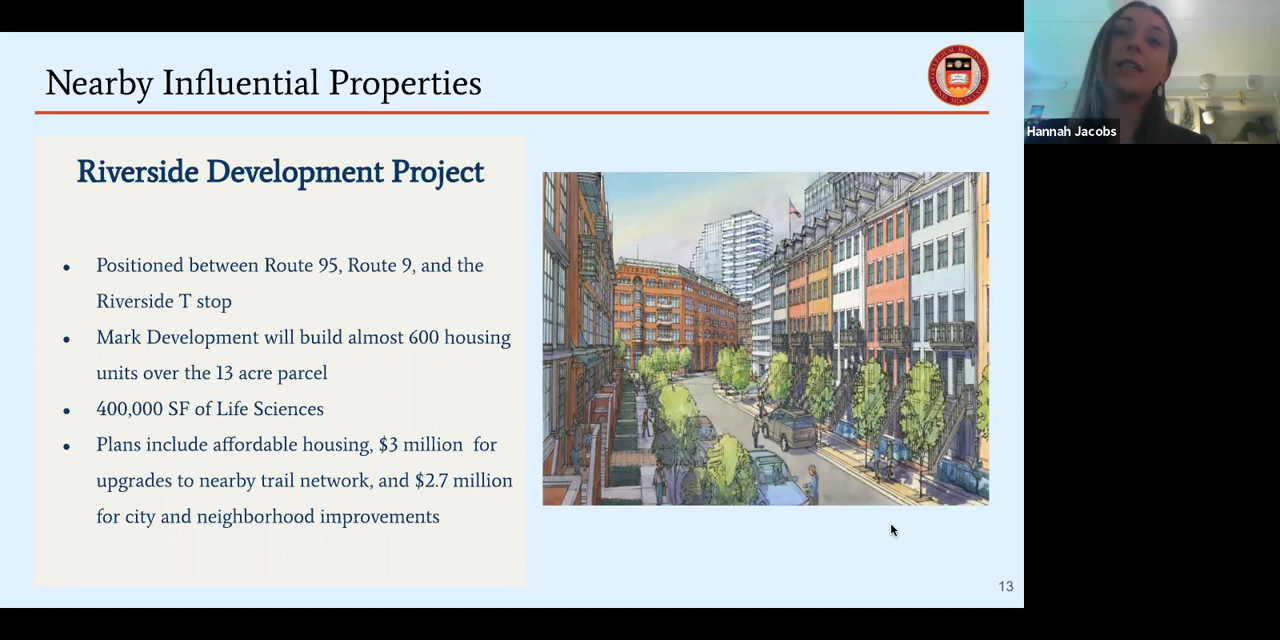 Nearby Influential Properties
Hannah Jacobs
Riverside Development Project
• Positioned between Route 95, Route 9, and the
Riverside T stop
• Mark Development will build almost 600 housing
units over the 13 acre parcel
• 400,000 SF of Life Sciences
• Plans include affordable housing, $3 million for
upgrades to nearby trail network, and $2.7 million
for city and neighborhood improvements
13